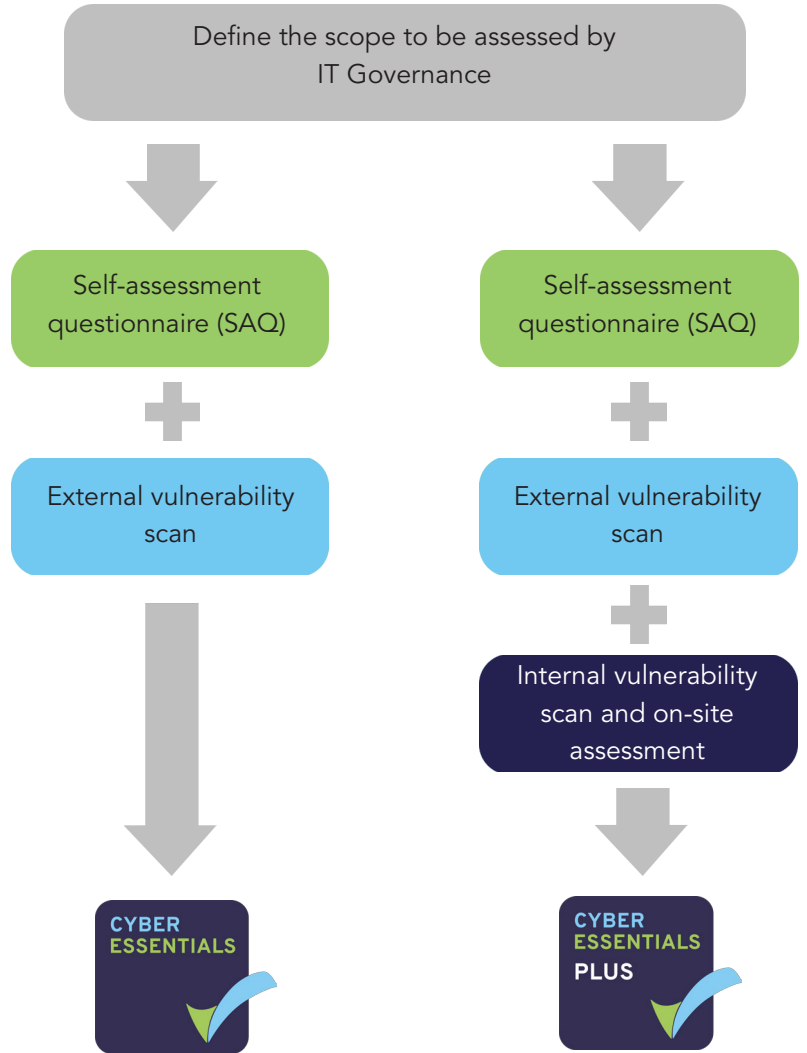 Define the scope to be assessed by
IT Governance
Self-assessment
questionnaire (SAQ)
Self-assessment
questionnaire (SAQ)
External vulnerability
scan
External vulnerability
scan
Internal vulnerability
scan and on-site
assessment
CYBER
ESSENTIALS
CYBER
ESSENTIALS
PLUS